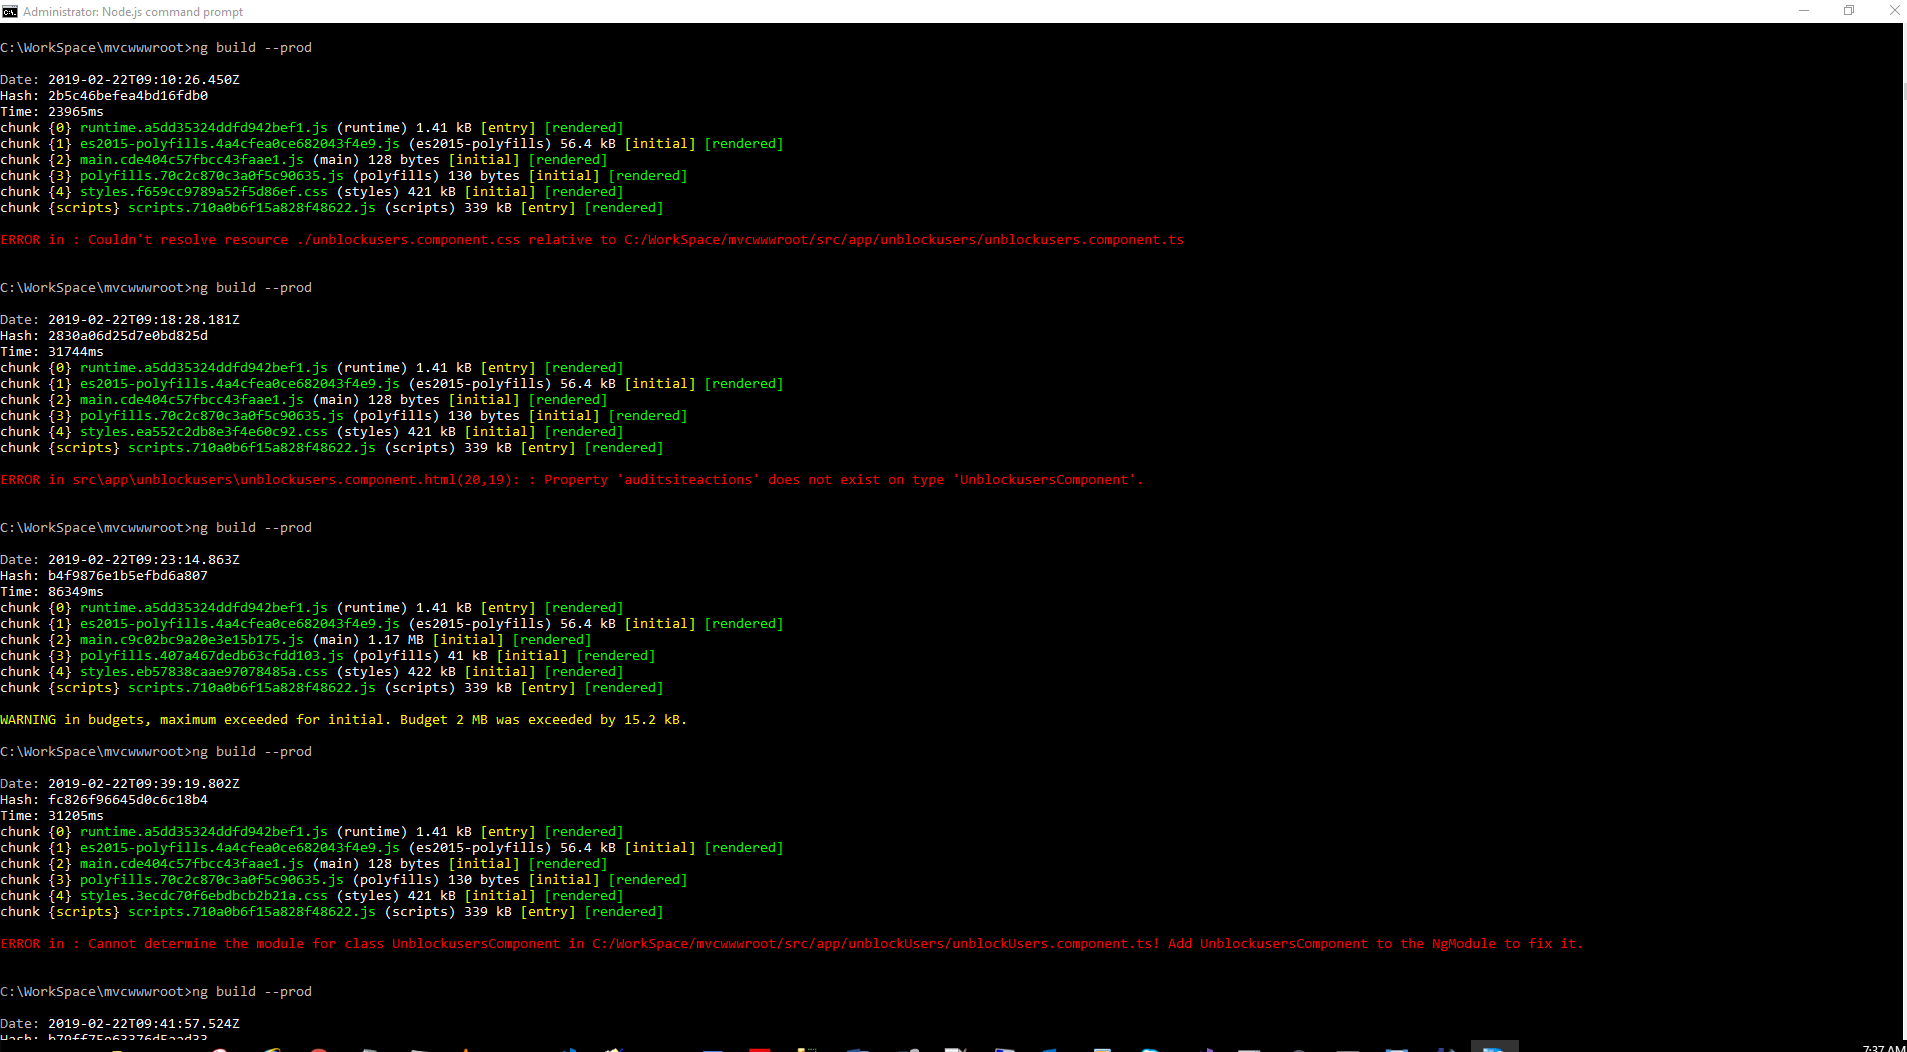 Administrator: Node.js command prompt
C:\WorkSpace\mvcwwwroot>ng build --prod
Date: 2019-02-22T09:10:26.450Z
Hash: 2b5c46befea4bd16fdb0
Time: 23965ms
chunk {0} runtime.a5dd35324ddfd942bef1.js (runtime) 1.41 kB [entry] [rendered]
chunk {1} es2015-polyfills.4a4cfea0ce682043f4e9.js (es2015-polyfills) 56.4 kB [initial] [rendered]
chunk {2} main.cde404c57fbcc43faae1.js (main) 128 bytes [initial] [rendered]
chunk {3} polyfills.70c2c870c3a0f5c90635.js (polyfills) 130 bytes [initial] [rendered]
chunk {4} styles.f659cc9789a52f5d86ef.css (styles) 421 kB [initial] [rendered]
chunk {scripts} scripts.710a0b6f15a828f48622.js (scripts) 339 kB [entry] [rendered]
ERROR in : Couldn't resolve resource ./unblockusers.component.css relative to C:/WorkSpace/mvcwwwroot/src/app/unblockusers/unblockusers.component.ts
C:\WorkSpace\mvcwwwroot>ng build --prod
Date: 2019-02-22T09:18:28.181Z
Hash: 2830a06d25d7e0bd825d
Time: 31744ms
chunk {0} runtime.a5dd35324ddfd942bef1.js (runtime) 1.41 kB [entry] [rendered]
chunk {1} es2015-polyfills.4a4cfea0ce682043f4e9.js (es2015-polyfills) 56.4 kB [initial] [rendered]
chunk {2} main.cde404c57fbcc43faae1.js (main) 128 bytes [initial] [rendered]
chunk {3} polyfills.70c2c870c3a0f5c90635.js (polyfills) 130 bytes [initial] [rendered]
chunk {4} styles.ea552c2db8e3f4e60c92.css (styles) 421 kB [initial] [rendered]
chunk {scripts} scripts.710a0b6f15a828f48622.js (scripts) 339 kB [entry] [rendered]
ERROR in src\app\unblockusers\unblockusers.component.html(20,19): : Property 'auditsiteactions' does not exist on type 'UnblockusersComponent'.
C:\WorkSpace\mvcwwwroot>ng build --prod
Date: 2019-02-22T09:23:14.863Z
Hash: b4f9876e1b5efbd6a807
Time: 86349ms
chunk {0} runtime.a5dd35324ddfd942bef1.js (runtime) 1.41 kB [entry] [rendered]
chunk {1} es2015-polyfills.4a4cfea0ce682043f4e9.js (es2015-polyfills) 56.4 kB [initial] [rendered]
chunk {2} main.c9c02bc9a20e3e15b175.js (main) 1.17 MB [initial] [rendered]
chunk {3} polyfills.407a467dedb63cfdd103.js (polyfills) 41 kB [initial] [rendered]
chunk {4} styles.eb57838caae97078485a.css (styles) 422 kB [initial] [rendered]
chunk {scripts} scripts.710a0b6f15a828f48622.js (scripts) 339 kB [entry] [rendered]
WARNING in budgets, maximum exceeded for initial. Budget 2 MB was exceeded by 15.2 kB.
C:\WorkSpace\mvcwwwroot>ng build --prod
Date: 2019-02-22T09:39:19.802Z
Hash: fc826f96645d0c6c18b4
Time: 31205ms
chunk {0} runtime.a5dd35324ddfd942bef1.js (runtime) 1.41 kB [entry] [rendered]
chunk {1} es2015-polyfills.4a4cfea0ce682043f4e9.js (es2015-polyfills) 56.4 kB [initial] [rendered]
chunk {2} main.cde404c57fbcc43faae1.js (main) 128 bytes [initial] [rendered]
chunk {3} polyfills.70c2c870c3a0f5c90635.js (polyfills) 130 bytes [initial] [rendered]
chunk {4} styles.3ecdc70f6ebdbcb2b21a.css (styles) 421 kB [initial] [rendered]
chunk {scripts} scripts.710a0b6f15a828f48622.js (scripts) 339 kB [entry] [rendered]
ERROR in : Cannot determine the module for class UnblockusersComponent in C:/WorkSpace/mvcwwwroot/src/app/unblockUsers/unblockUsers.component.ts! Add UnblockusersComponent to the NgModule to fix it.
C:\WorkSpace\mvcwwwroot>ng build --prod
Date: 2019-02-22T09:41:57.524Z
Hash:
7:37 AM